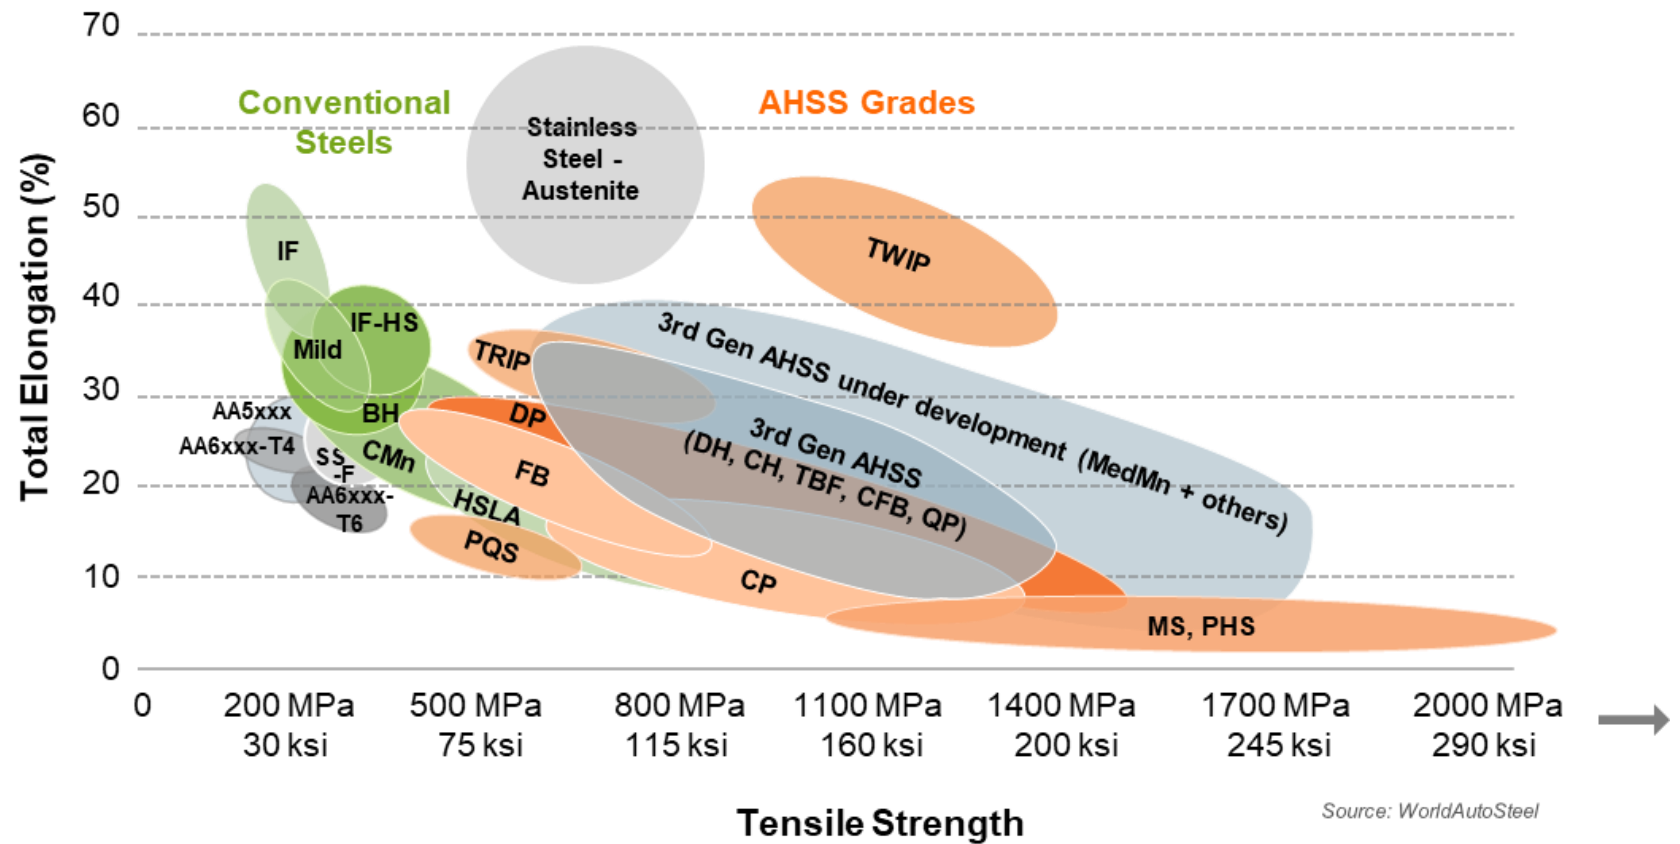 70
60
50
40
30
20
10
0
Total Elongation (%)
Conventional
Steels
AHSS Grades
Stainless
Steel -
Austenite
TWIP
IF
IF-HS
Mild
BH
AA5xxx
AA6xxx-T4
SS
-F
AA6xxx-
T6
CMn
HSLA
PQS
TRIP
DP
FB
CP
3rd Gen AHSS under development (MedMn + others)
3rd Gen AHSS
(DH, CH, TBF, CFB, QP)
MS, PHS
0
200 MPa
30 ksi
500 MPa
75 ksi
800 MPa
115 ksi
1100 MPa
160 ksi
1400 MPa
200 ksi
1700 MPa
245 ksi
2000 MPa
290 ksi
Tensile Strength
Source: WorldAutoSteel